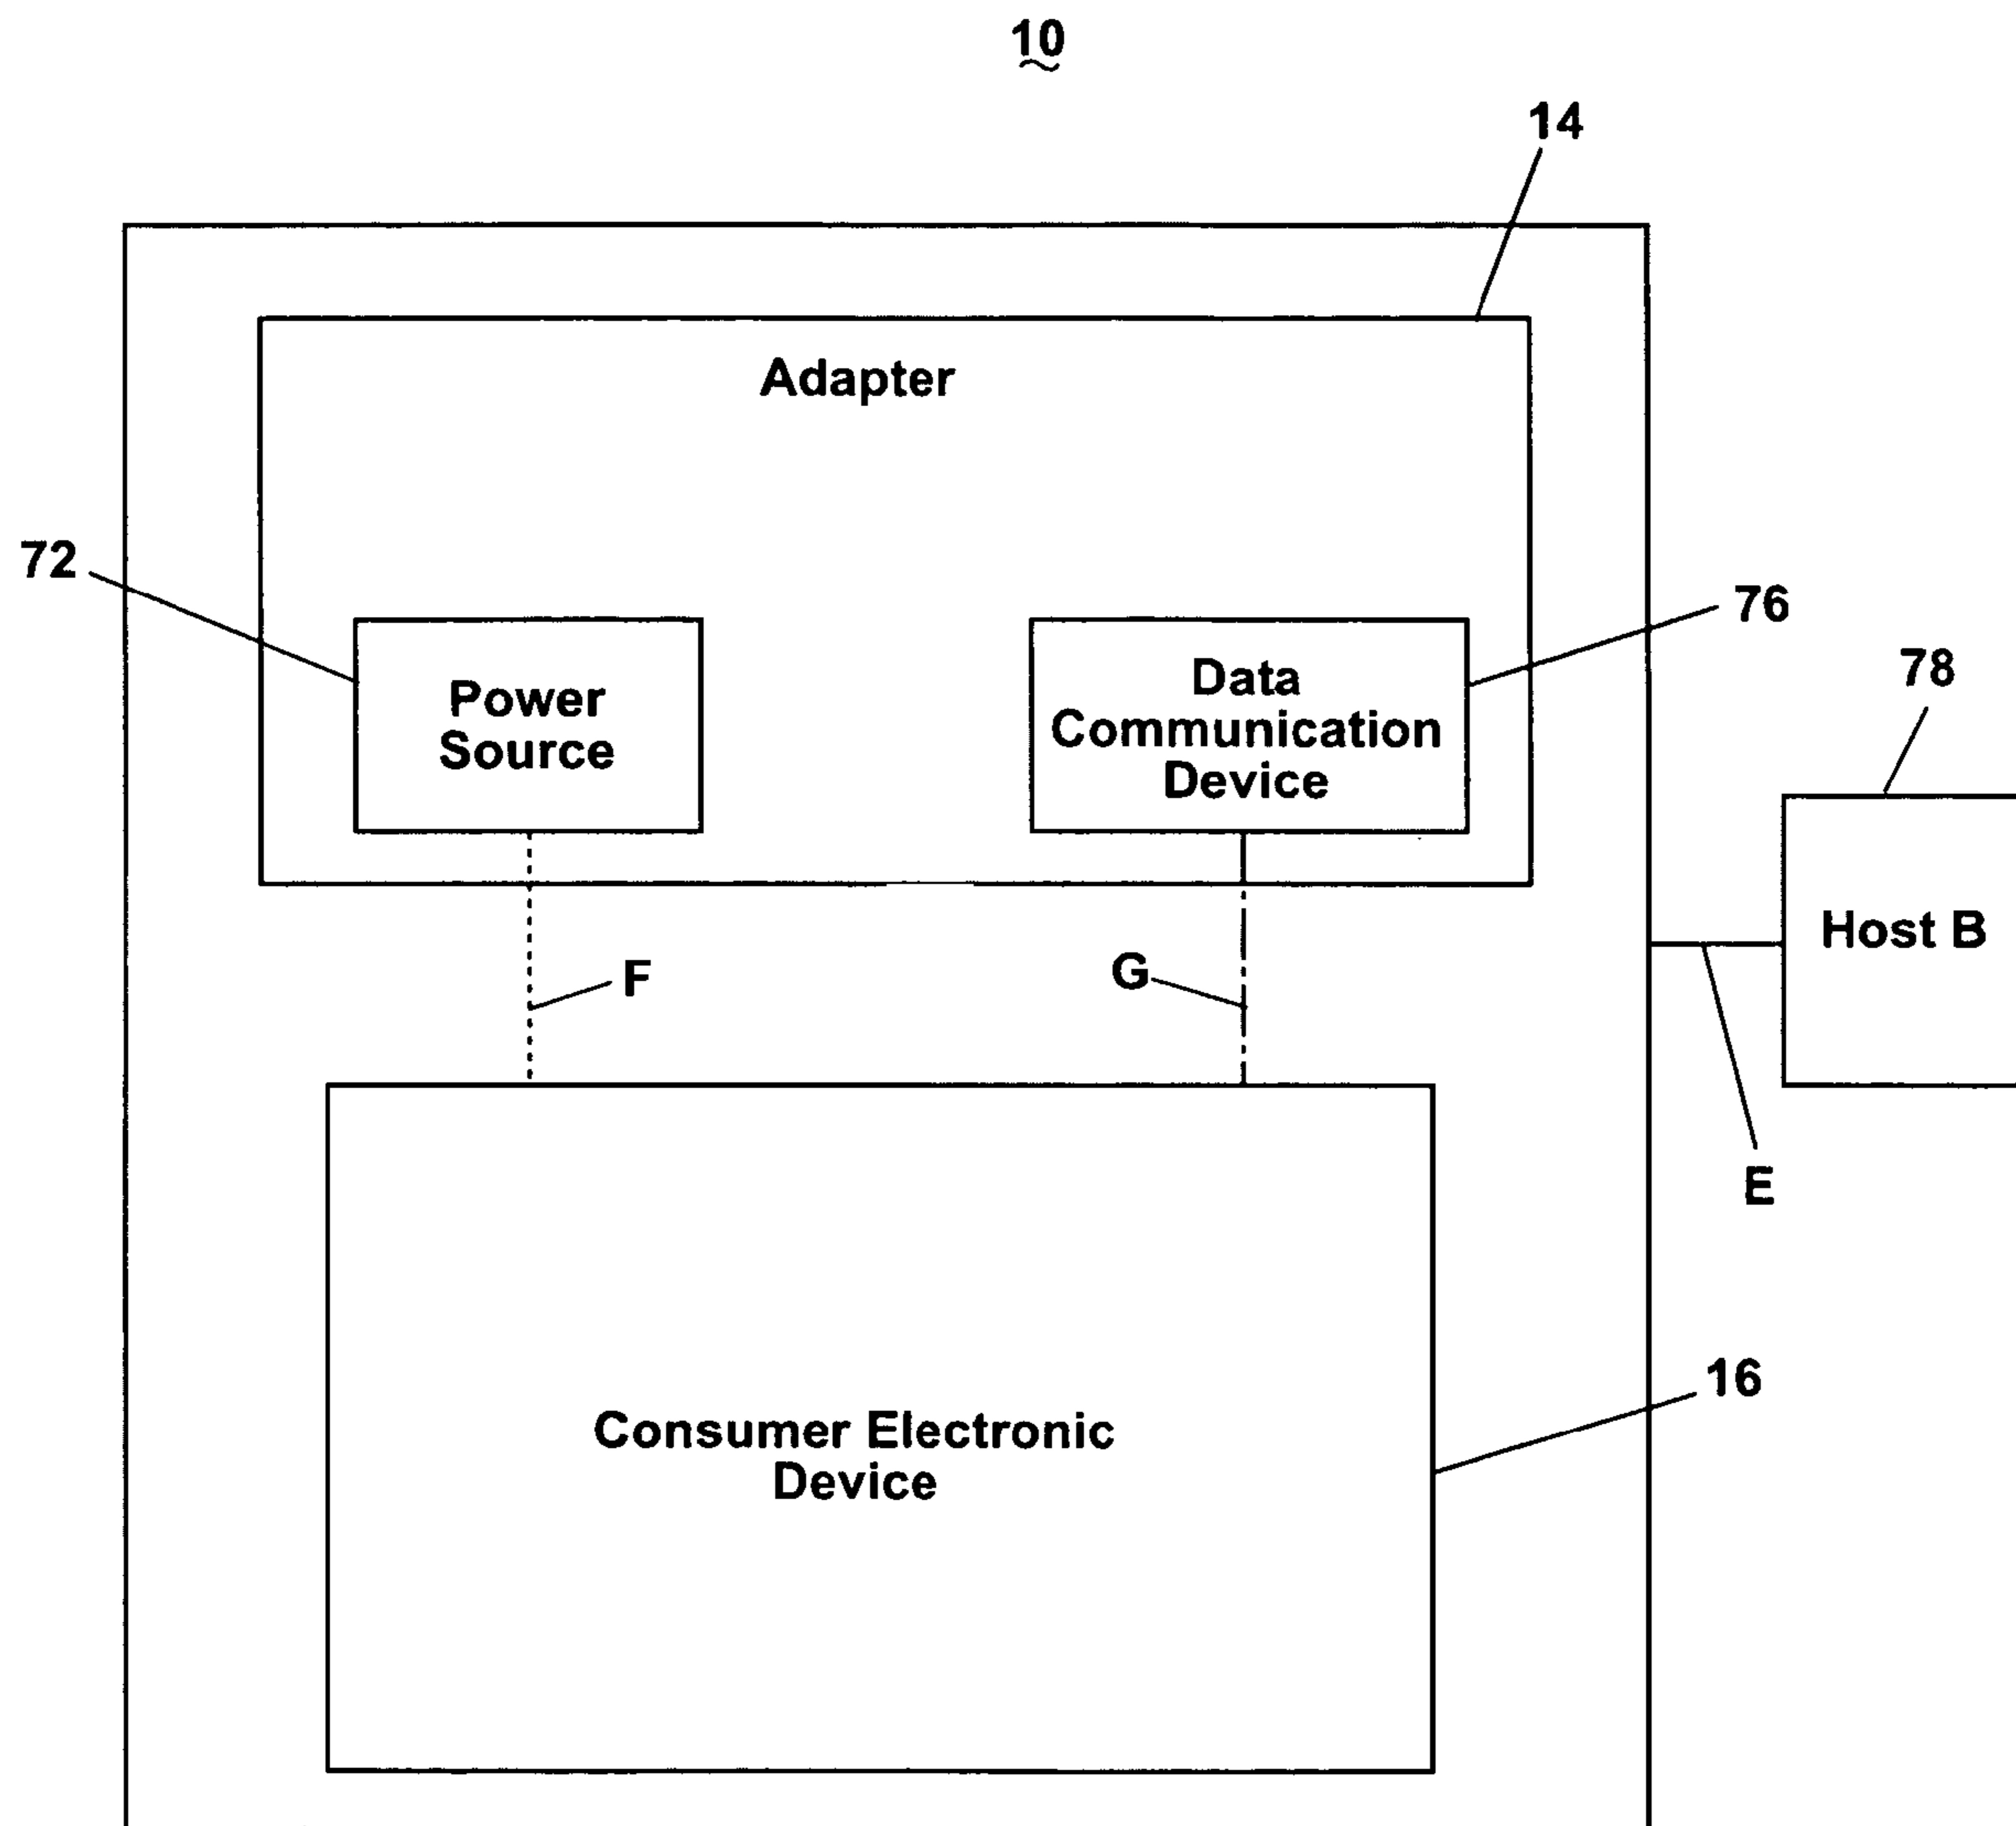 10
14
Adapter
72
76
Power
Source
Data
Communication
Device
78
Host B
F
G
E
16
Consumer Electronic
Device